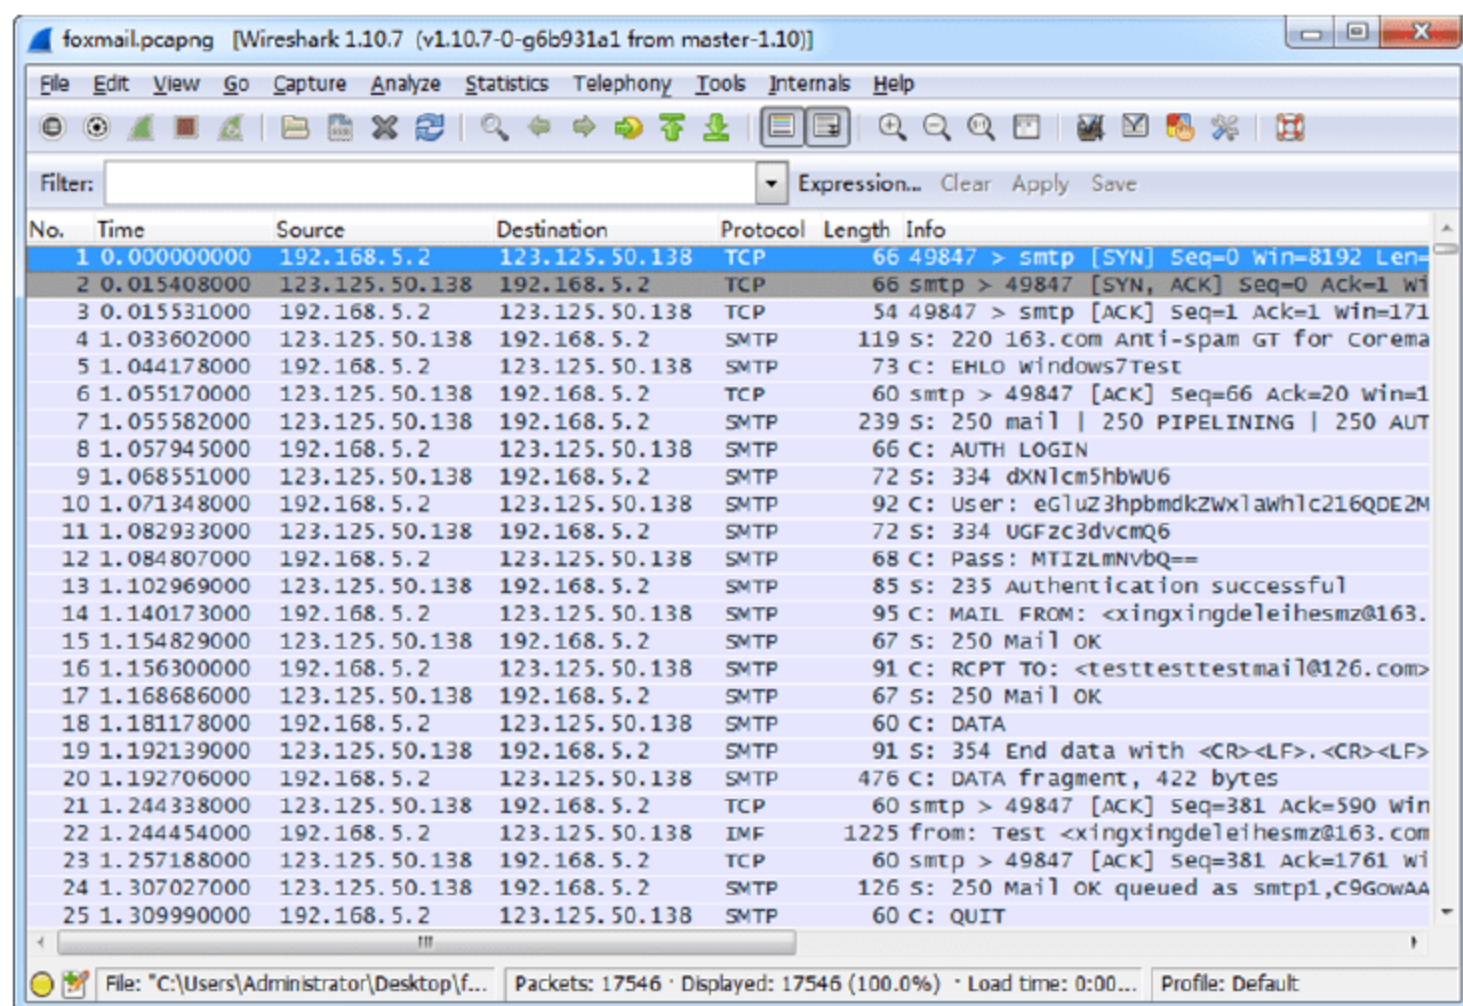 foxmail.pcapng [Wireshark 1.10.7 (v1.10.7-0-g6b931a1 from master-1.10)]
File Edit View Go Capture Analyze Statistics Telephony Tools Internals Help
Filter: Expression... Clear Apply Save
No. Time Source Destination Protocol Length Info
1 0.000000000 192.168.5.2 123.125.50.138 TCP 66 49847 > smtp [SYN] Seq=0 Win=8192 Len=
2 0.015408000 123.125.50.138 192.168.5.2 TCP 66 smtp > 49847 [SYN, ACK] Seq=0 Ack=1 Wi
3 0.015531000 192.168.5.2 123.125.50.138 TCP 54 49847 > smtp [ACK] Seq=1 Ack=1 Win=171
4 1.033602000 123.125.50.138 192.168.5.2 SMTP 119 S: 220 163.com Anti-spam GT for Corema
5 1.044178000 192.168.5.2 123.125.50.138 SMTP 73 C: EHLO Windows7Test
6 1.055170000 123.125.50.138 192.168.5.2 TCP 60 smtp > 49847 [ACK] Seq=66 Ack=20 Win=1
7 1.055582000 123.125.50.138 192.168.5.2 SMTP 239 S: 250 mail | 250 PIPELINING | 250 AUT
8 1.057945000 192.168.5.2 123.125.50.138 SMTP 66 C: AUTH LOGIN
9 1.068551000 123.125.50.138 192.168.5.2 SMTP 72 S: 334 dXNlcm5hbWU6
10 1.071348000 192.168.5.2 123.125.50.138 SMTP 92 C: User: eGluZ3hpbmdkZWxlaWhlc216QDE2M
11 1.082933000 123.125.50.138 192.168.5.2 SMTP 72 S: 334 UGFzc3dvcmQ6
12 1.084807000 192.168.5.2 123.125.50.138 SMTP 68 C: Pass: MTIzLmNvbQ==
13 1.102969000 123.125.50.138 192.168.5.2 SMTP 85 S: 235 Authentication successful
14 1.140173000 192.168.5.2 123.125.50.138 SMTP 95 C: MAIL FROM: <xingxingdeleihesmz@163.
15 1.154829000 123.125.50.138 192.168.5.2 SMTP 67 S: 250 Mail OK
16 1.156300000 192.168.5.2 123.125.50.138 SMTP 91 C: RCPT TO: <testtesttestmail@126.com>
17 1.168686000 123.125.50.138 192.168.5.2 SMTP 67 S: 250 Mail OK
18 1.181178000 192.168.5.2 123.125.50.138 SMTP 60 C: DATA
19 1.192139000 123.125.50.138 192.168.5.2 SMTP 91 S: 354 End data with <CR><LF>.<CR><LF>
20 1.192706000 192.168.5.2 123.125.50.138 SMTP 476 C: DATA fragment, 422 bytes
21 1.244338000 123.125.50.138 192.168.5.2 TCP 60 smtp > 49847 [ACK] Seq=381 Ack=590 Win
22 1.244454000 192.168.5.2 123.125.50.138 IMF 1225 from: Test <xingxingdeleihesmz@163.com
23 1.257188000 123.125.50.138 192.168.5.2 TCP 60 smtp > 49847 [ACK] Seq=381 Ack=1761 Wi
24 1.307027000 123.125.50.138 192.168.5.2 SMTP 126 S: 250 Mail OK queued as smtp1,C9GowAA
25 1.309990000 192.168.5.2 123.125.50.138 SMTP 60 C: QUIT
File: "C:\Users\Administrator\Desktop\f... Packets: 17546 · Displayed: 17546 (100.0%) · Load time: 0:00... Profile: Default